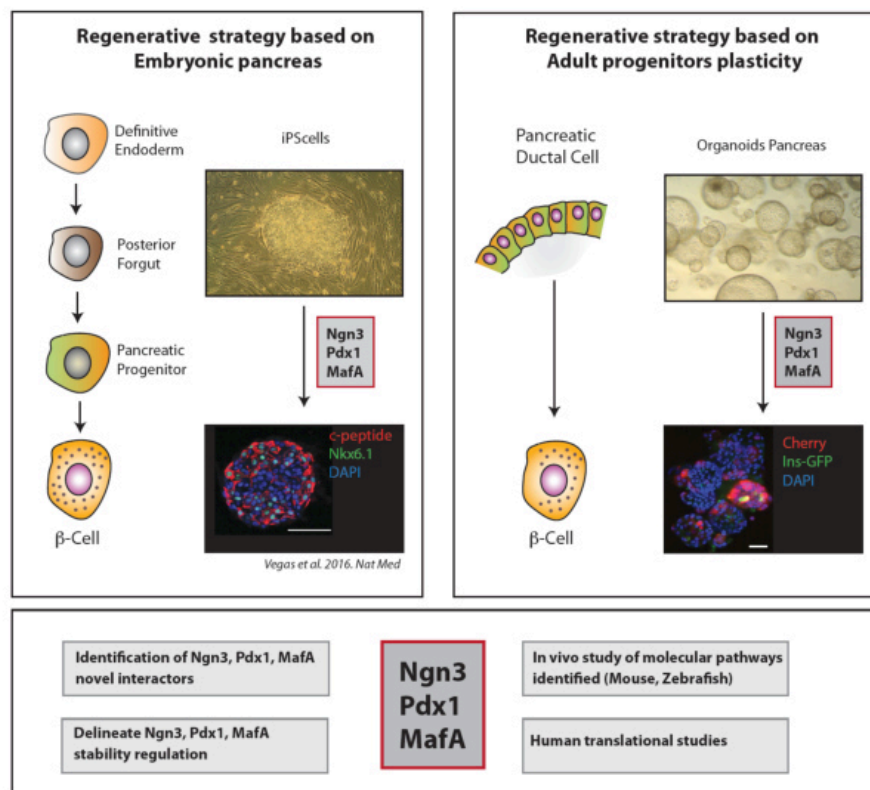 Regenerative strategy based on
Embryonic pancreas
Definitive
Endoderm
iPScells
Posterior
Forgut
Ngn3
Pdx1
MafA
Pancreatic
Progenitor
c-peptide
Nkx6.1
DAPI
β-Cell
Vegas et al. 2016. Nat Med
Regenerative strategy based on
Adult progenitors plasticity
Pancreatic
Ductal Cell
Organoids Pancreas
Ngn3
Pdx1
MafA
Cherry
Ins-GFP
DAPI
β-Cell
Identification of Ngn3, Pdx1, MafA
novel interactors
Delineate Ngn3, Pdx1, MafA
stability regulation
Ngn3
Pdx1
MafA
In vivo study of molecular pathways
identified (Mouse, Zebrafish)
Human translational studies